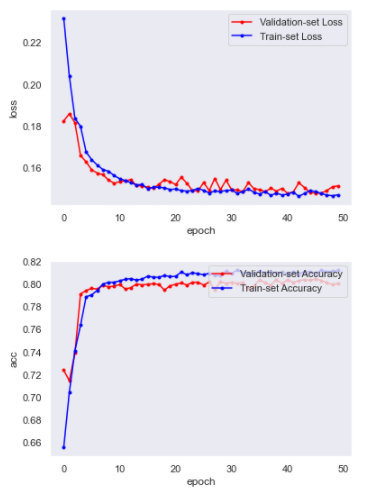 Validation-set Loss
Train-set Loss
0.22
0.20
0.18
0.16
loss
0 10 20 30 40 50
epoch
Validation-set Accuracy
Train-set Accuracy
0.82
0.80
0.78
0.76
0.74
0.72
0.70
0.68
0.66
acc
0 10 20 30 40 50
epoch